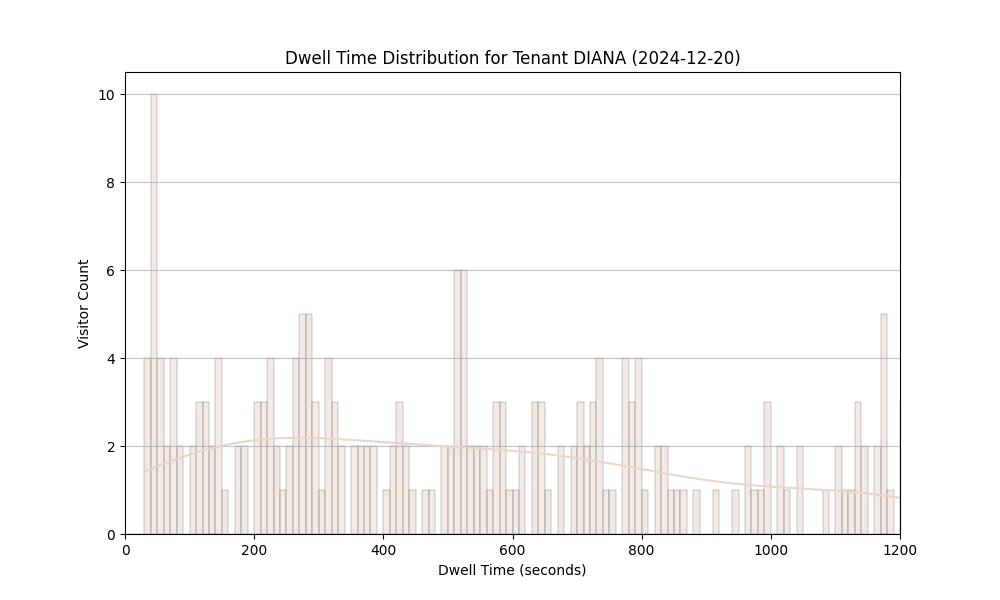 Dwell Time Distribution for Tenant DIANA (2024-12-20)
10
8
6
4
2
0
Visitor Count
0 200 400 600 800 1000 1200
Dwell Time (seconds)